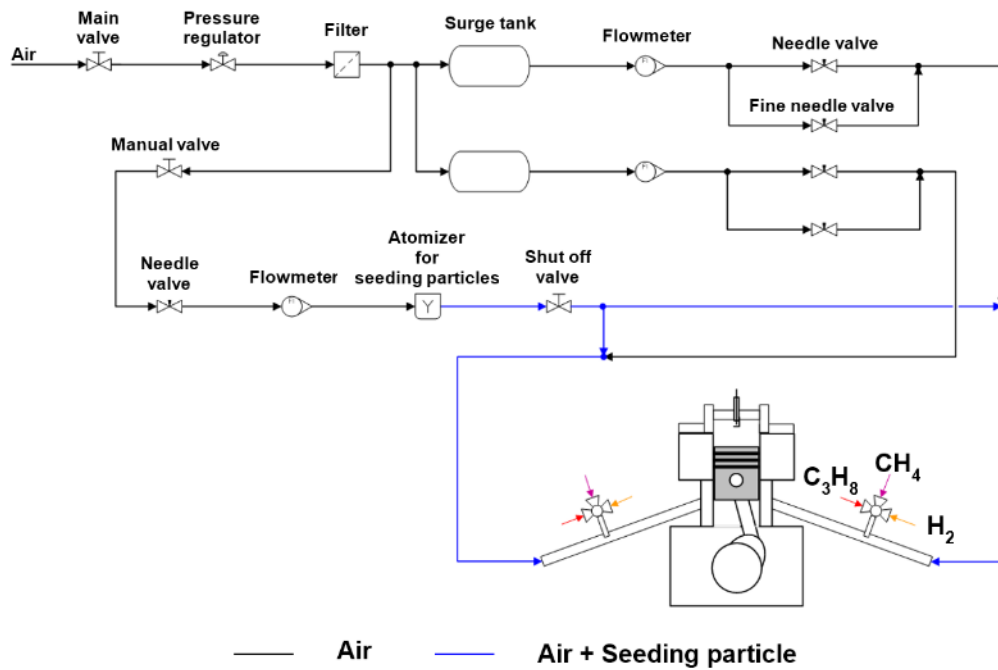 Main
valve
Pressure
regulator
Filter
Surge tank
Flowmeter
Needle valve
Air
Fine needle valve
Manual valve
Atomizer
for
seeding particles
Needle
valve
Flowmeter
Shut off
valve
Y
C₃H₈
CH₄
H₂
Air
Air + Seeding particle